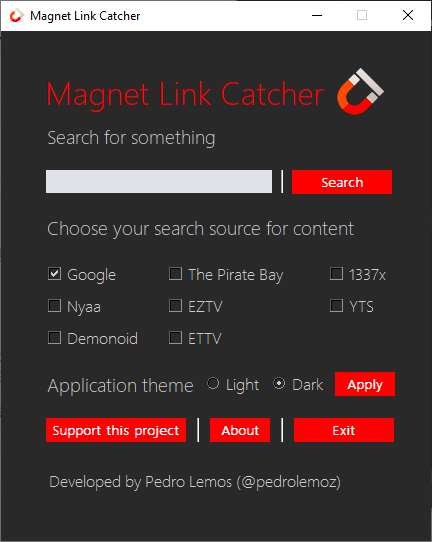 Magnet Link Catcher
Magnet Link Catcher
Search for something
Search
Choose your search source for content
Google The Pirate Bay 1337x
Nyaa EZTV YTS
Demonoid ETTV
Application theme Light Dark Apply
Support this project About Exit
Developed by Pedro Lemos (@pedrolemoz)